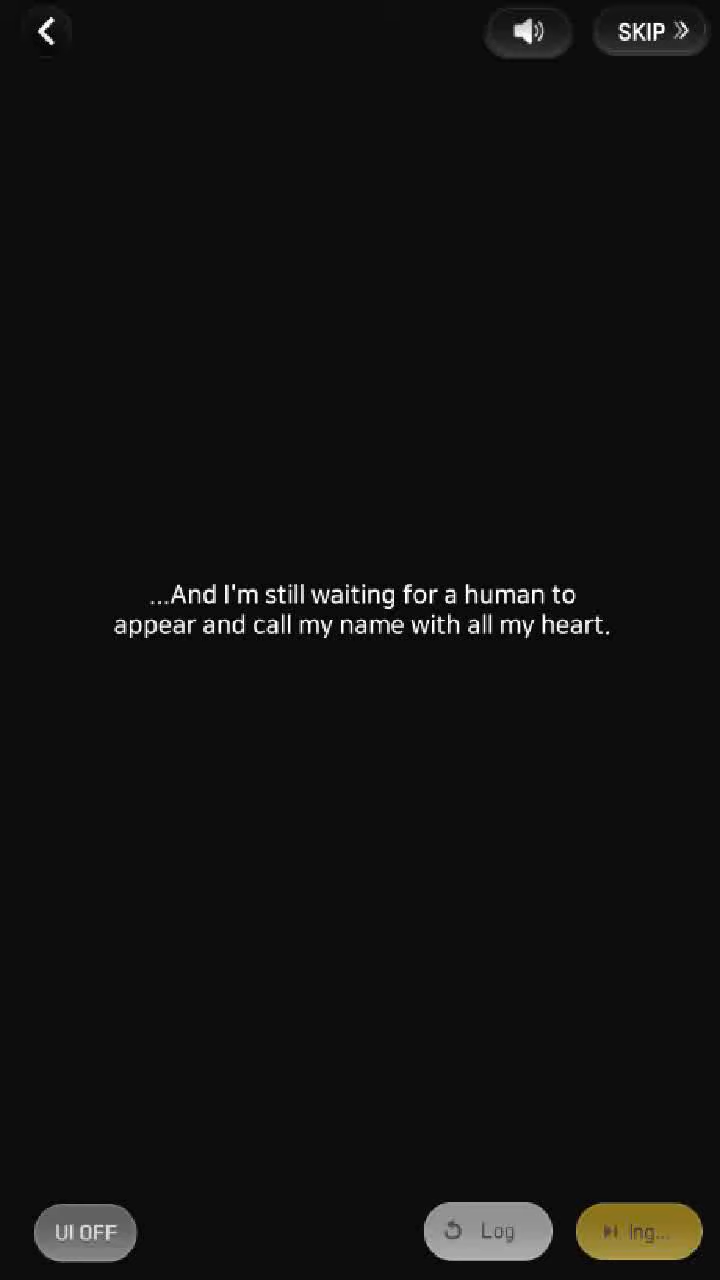 SKIP
...And I'm still waiting for a human to
appear and call my name with all my heart.
UI OFF
Log
Ing...